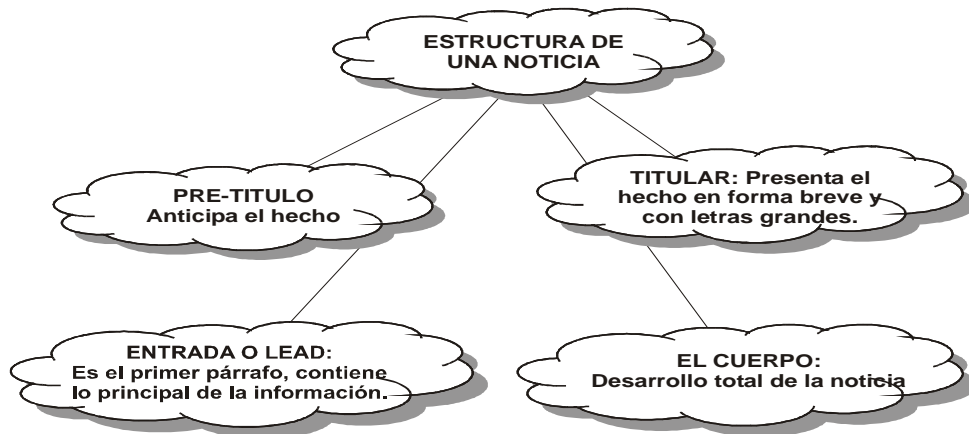 ESTRUCTURA DE
UNA NOTICIA
PRE-TITULO
Anticipa el hecho
TITULAR: Presenta el
hecho en forma breve y
con letras grandes.
ENTRADA O LEAD:
Es el primer párrafo, contiene
lo principal de la información.
EL CUERPO:
Desarrollo total de la noticia